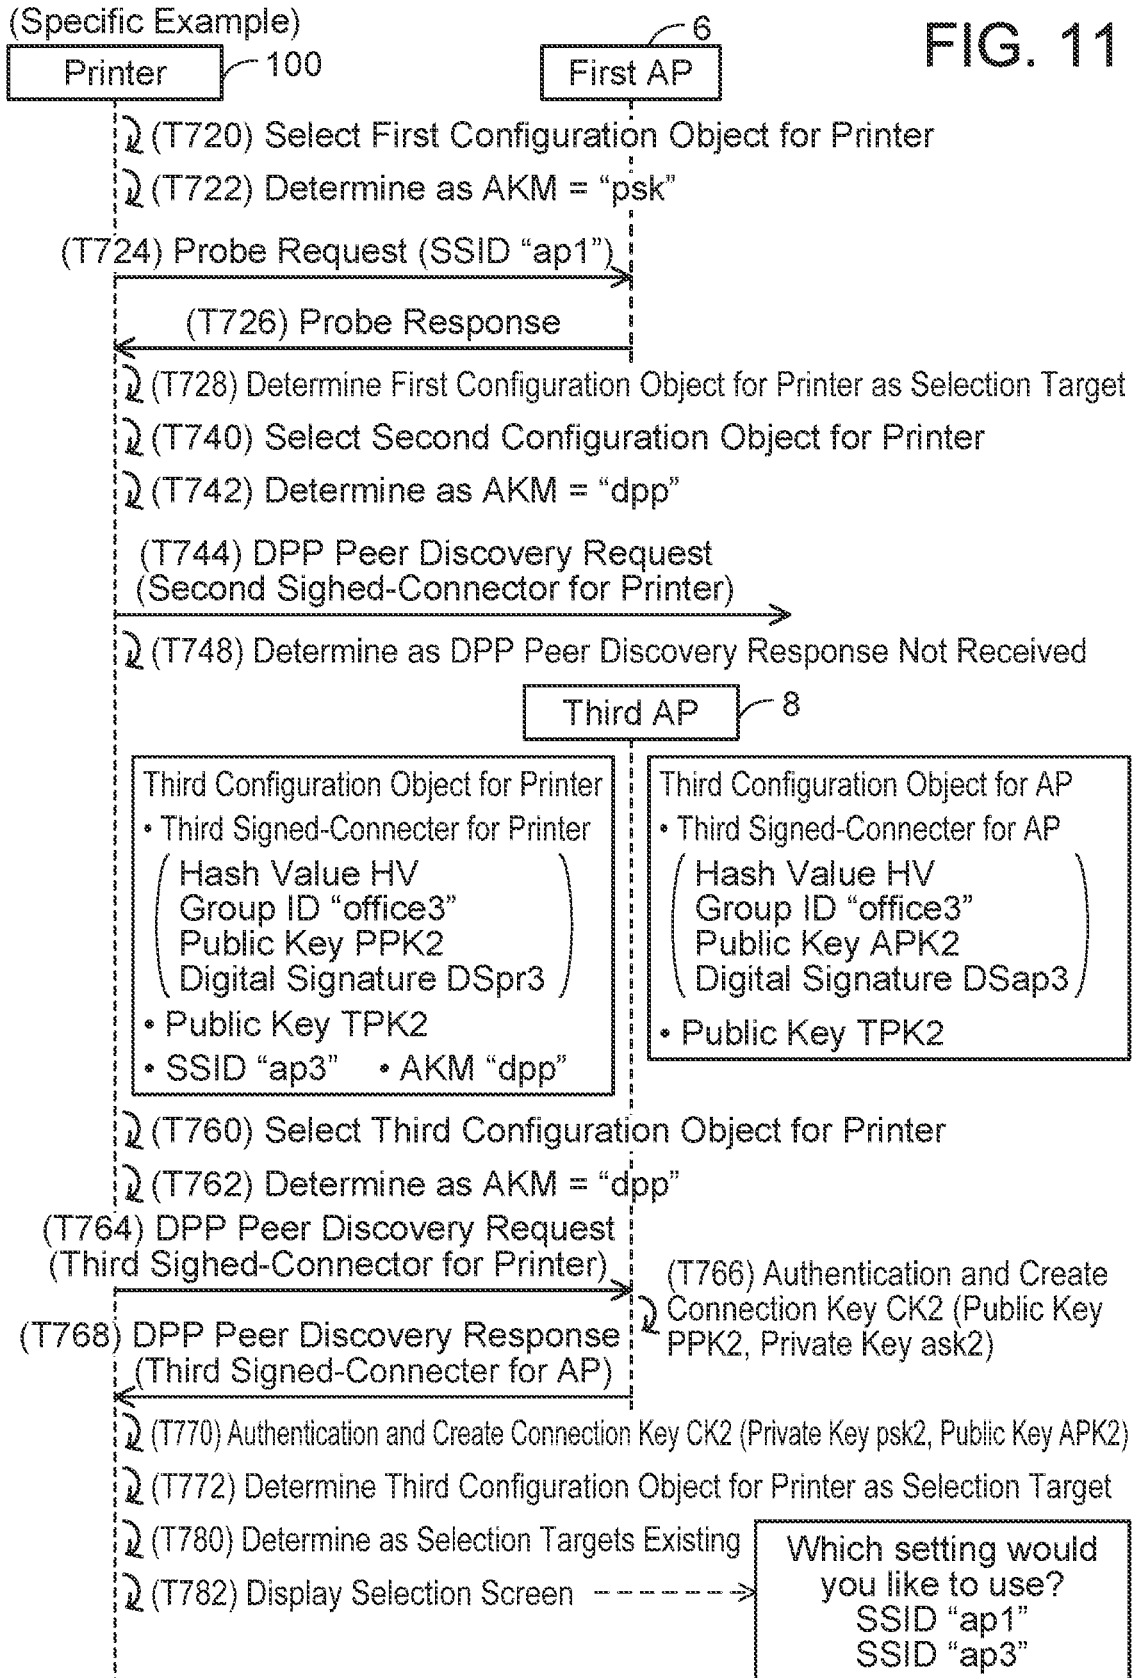 (Specific Example)
FIG. 11
Printer
100
First AP
6
(T720) Select First Configuration Object for Printer
(T722) Determine as AKM = “psk”
(T724) Probe Request (SSID “ap1”)
(T726) Probe Response
(T728) Determine First Configuration Object for Printer as Selection Target
(T740) Select Second Configuration Object for Printer
(T742) Determine as AKM = “dpp”
(T744) DPP Peer Discovery Request
(Second Sighed-Connector for Printer)
(T748) Determine as DPP Peer Discovery Response Not Received
Third AP
8
Third Configuration Object for Printer
• Third Signed-Connecter for Printer
Hash Value HV
Group ID “office3”
Public Key PPK2
Digital Signature DSpr3
• Public Key TPK2
• SSID “ap3” • AKM “dpp”
Third Configuration Object for AP
• Third Signed-Connecter for AP
Hash Value HV
Group ID “office3”
Public Key APK2
Digital Signature DSap3
• Public Key TPK2
(T760) Select Third Configuration Object for Printer
(T762) Determine as AKM = “dpp”
(T764) DPP Peer Discovery Request
(Third Sighed-Connector for Printer)
(T766) Authentication and Create
Connection Key CK2 (Public Key
PPK2, Private Key ask2)
(T768) DPP Peer Discovery Response
(Third Signed-Connecter for AP)
(T770) Authentication and Create Connection Key CK2 (Private Key psk2, Public Key APK2)
(T772) Determine Third Configuration Object for Printer as Selection Target
(T780) Determine as Selection Targets Existing
(T782) Display Selection Screen
Which setting would
you like to use?
SSID “ap1”
SSID “ap3”